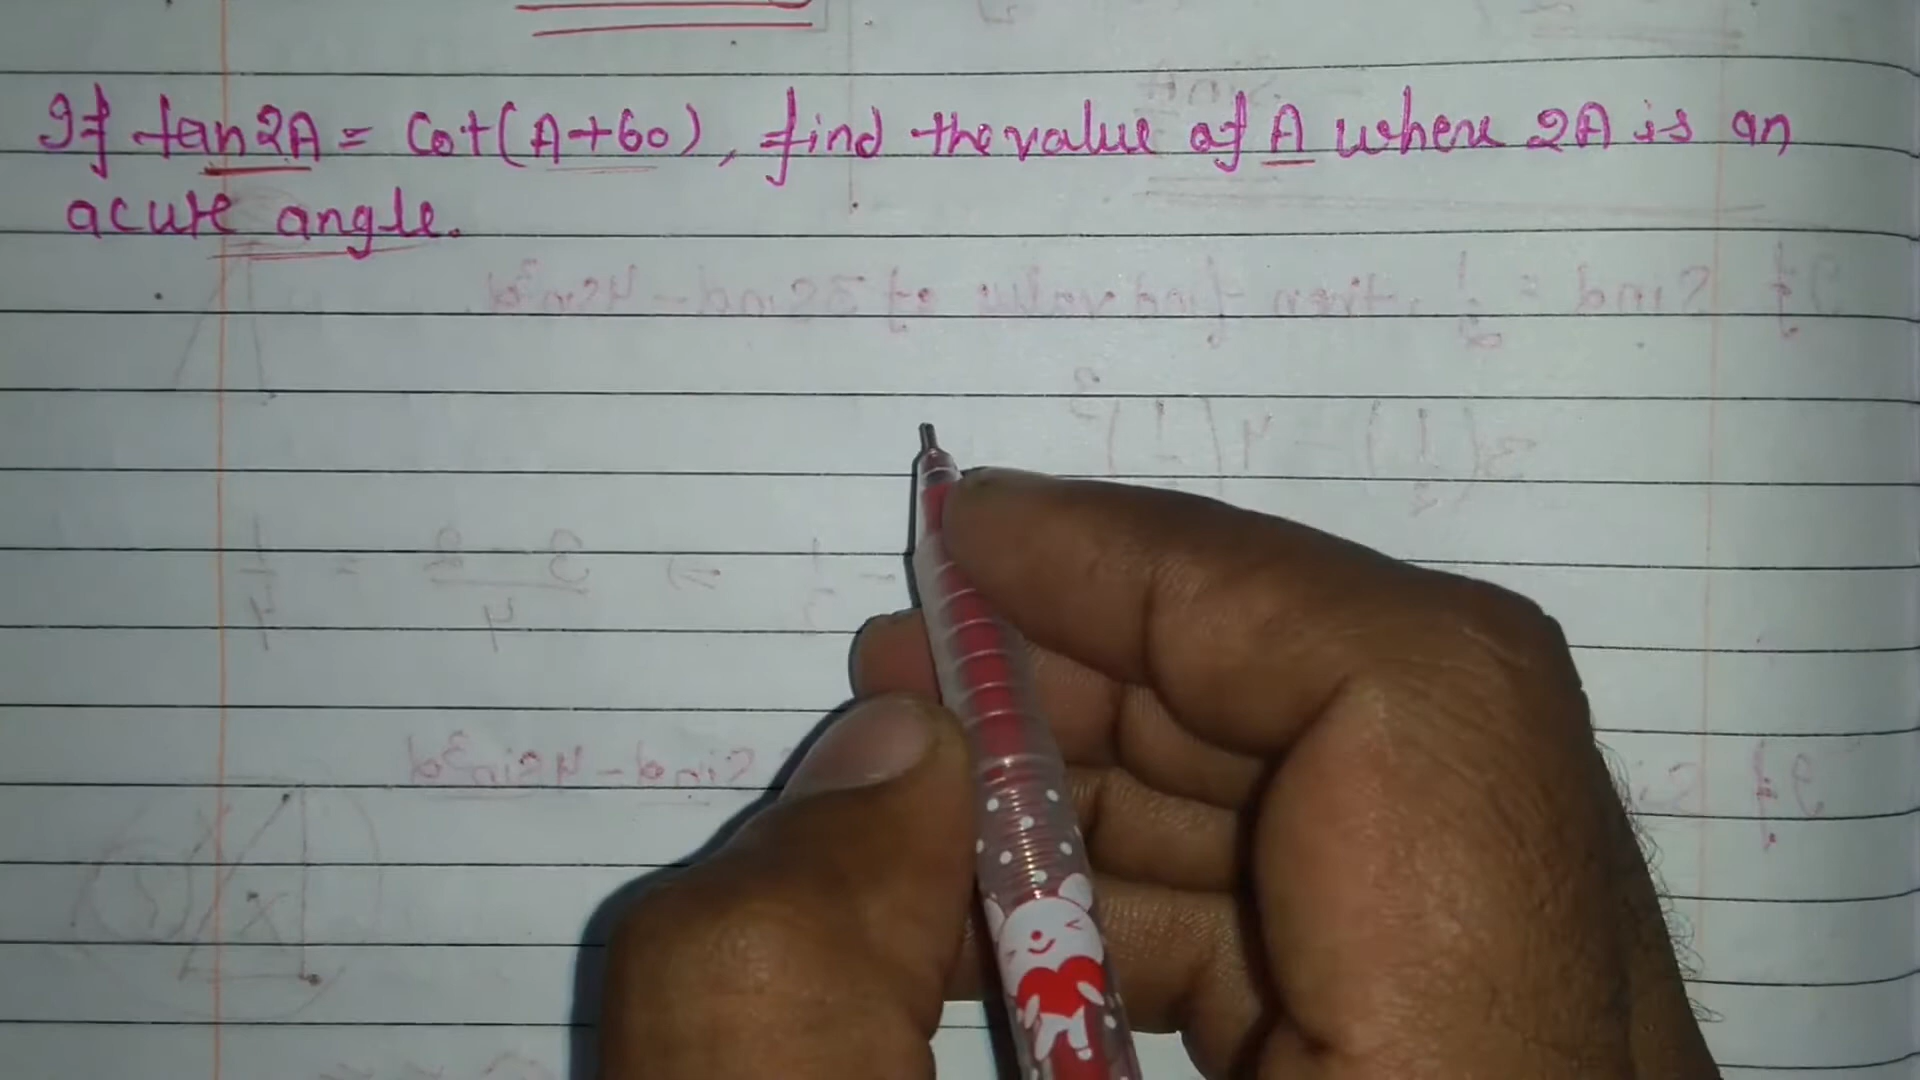 If tan2A = Cot(A+60), find the value of A where 2A is an
acute angle.